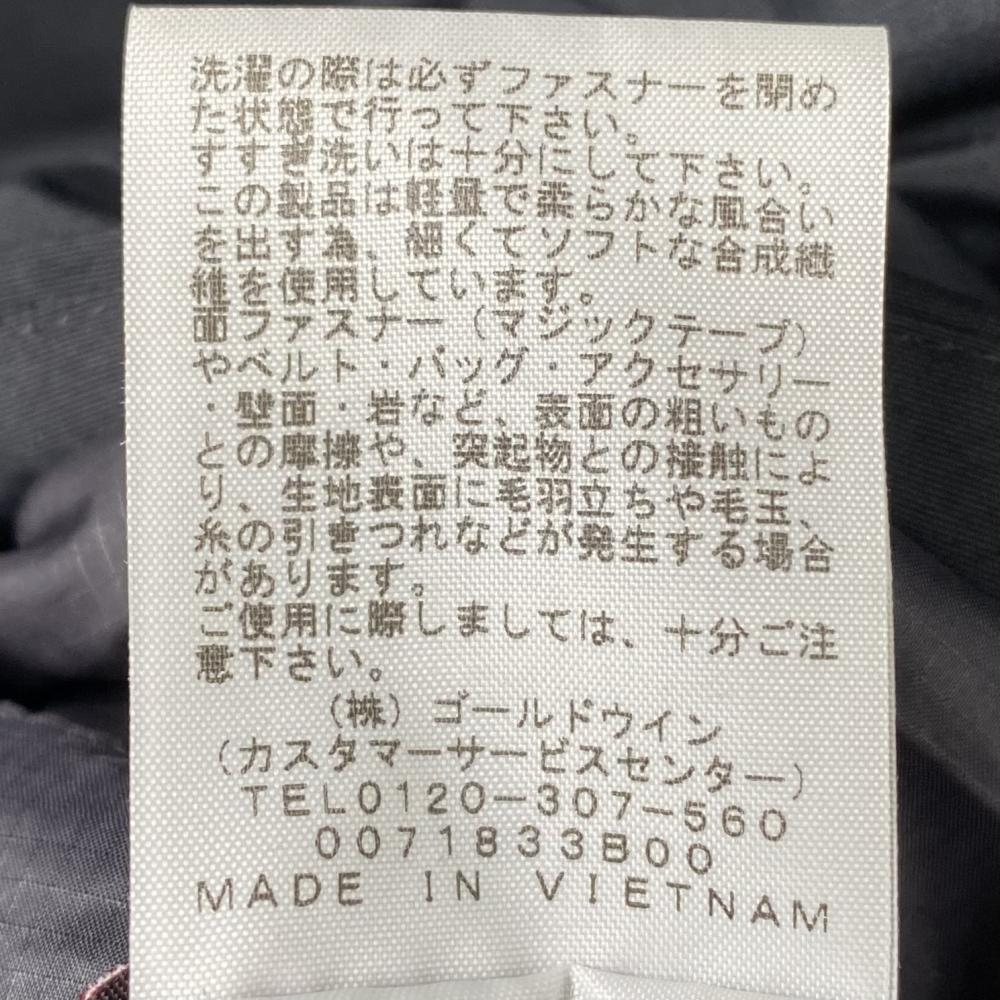 洗濯の際は必ずファスナーを開め
た状態で行って下さい。
すすぎ洗いは十分にして下さい。
この製品は軽量で柔らかな風合い
を出す為、細くてソフトな合成繊
維を使用しています。
面ファスナー（マジックテープ）
やベルト・バッグ・アクセサリー
・壁面・岩など、表面の粗いもの
との摩擦や、突起物との接触によ
り、生地表面に毛羽立ちや毛玉、
糸の引きつれなどが発生する場合
があります。
ご使用に際しましては、十分ご注
意下さい。
（株）ゴールドウイン
（カスタマーサービスセンター）
TEL0120－307－560
0071833B00
MADE IN VIETNAM